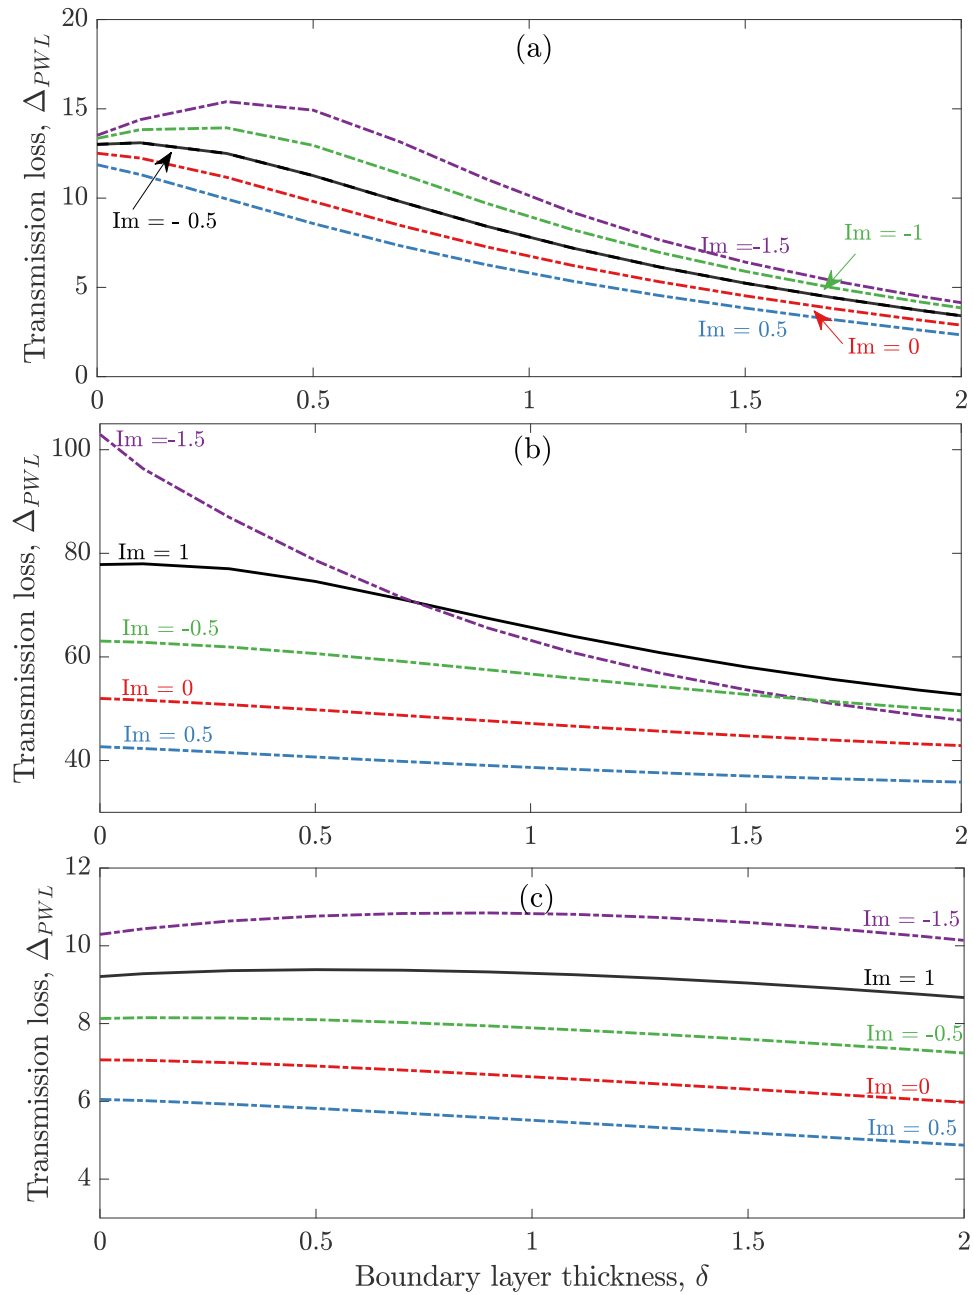 20
15
10
5
0
Transmission loss, Δ_PWL
(a)
Im = - 0.5
Im =-1.5
Im = -1
Im = 0.5
Im = 0
0 0.5 1 1.5 2
100
80
60
40
Transmission loss, Δ_PWL
(b)
Im =-1.5
Im = 1
Im = -0.5
Im = 0
Im = 0.5
0 0.5 1 1.5 2
12
10
8
6
4
Transmission loss, Δ_PWL
(c)
Im = -1.5
Im = 1
Im = -0.5
Im =0
Im = 0.5
0 0.5 1 1.5 2
Boundary layer thickness, δ